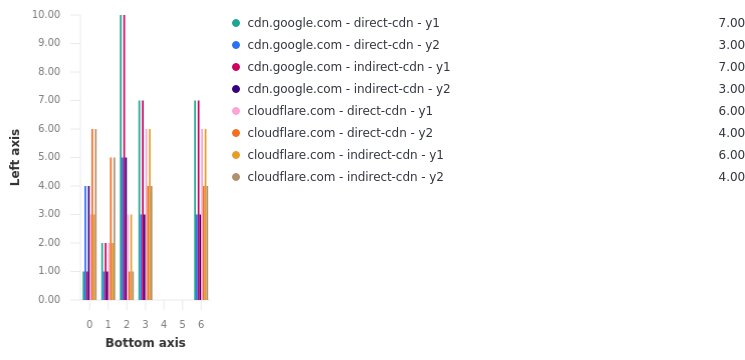 10.00
9.00
8.00
7.00
6.00
5.00
4.00
3.00
2.00
1.00
0.00
Left axis
0 1 2 3 4 5 6
Bottom axis
cdn.google.com - direct-cdn - y1 7.00
cdn.google.com - direct-cdn - y2 3.00
cdn.google.com - indirect-cdn - y1 7.00
cdn.google.com - indirect-cdn - y2 3.00
cloudflare.com - direct-cdn - y1 6.00
cloudflare.com - direct-cdn - y2 4.00
cloudflare.com - indirect-cdn - y1 6.00
cloudflare.com - indirect-cdn - y2 4.00